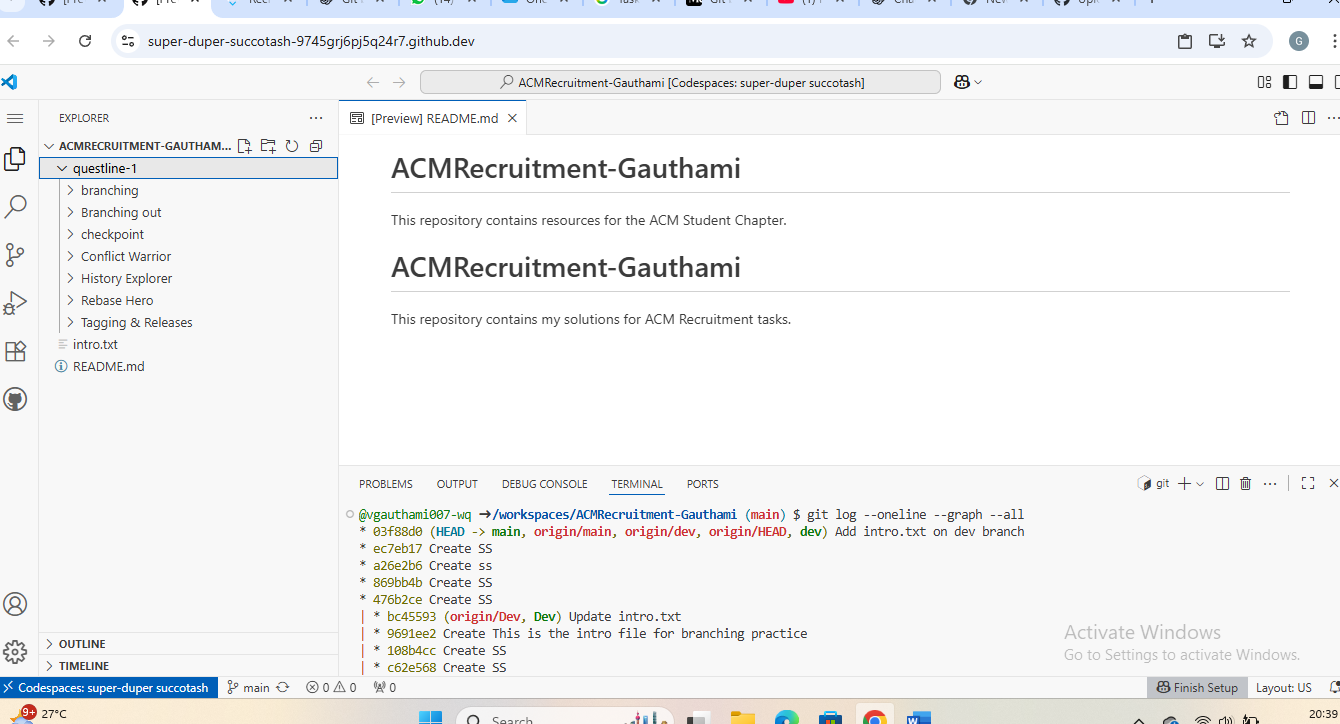 super-duper-succotash-9745grj6pj5q24r7.github.dev
G
ACMRecruitment-Gauthami [Codespaces: super-duper succotash]
EXPLORER
ACMRECRUITMENT-GAUTHAM...
questline-1
branching
Branching out
checkpoint
Conflict Warrior
History Explorer
Rebase Hero
Tagging & Releases
intro.txt
README.md
OUTLINE
TIMELINE
[Preview] README.md
ACMRecruitment-Gauthami
This repository contains resources for the ACM Student Chapter.
ACMRecruitment-Gauthami
This repository contains my solutions for ACM Recruitment tasks.
PROBLEMS OUTPUT DEBUG CONSOLE TERMINAL PORTS
git
@vgauthami007-wq ➜/workspaces/ACMRecruitment-Gauthami (main) $ git log --oneline --graph --all
* 03f88d0 (HEAD -> main, origin/main, origin/dev, origin/HEAD, dev) Add intro.txt on dev branch
* ec7eb17 Create SS
* a26e2b6 Create ss
* 869bb4b Create SS
* 476b2ce Create SS
| * bc45593 (origin/Dev, Dev) Update intro.txt
| * 9691ee2 Create This is the intro file for branching practice
| * 108b4cc Create SS
| * c62e568 Create SS
Activate Windows
Go to Settings to activate Windows.
Codespaces: super-duper succotash main 0 0 0 Finish Setup Layout: US
9+ 27°C
Search
20:39